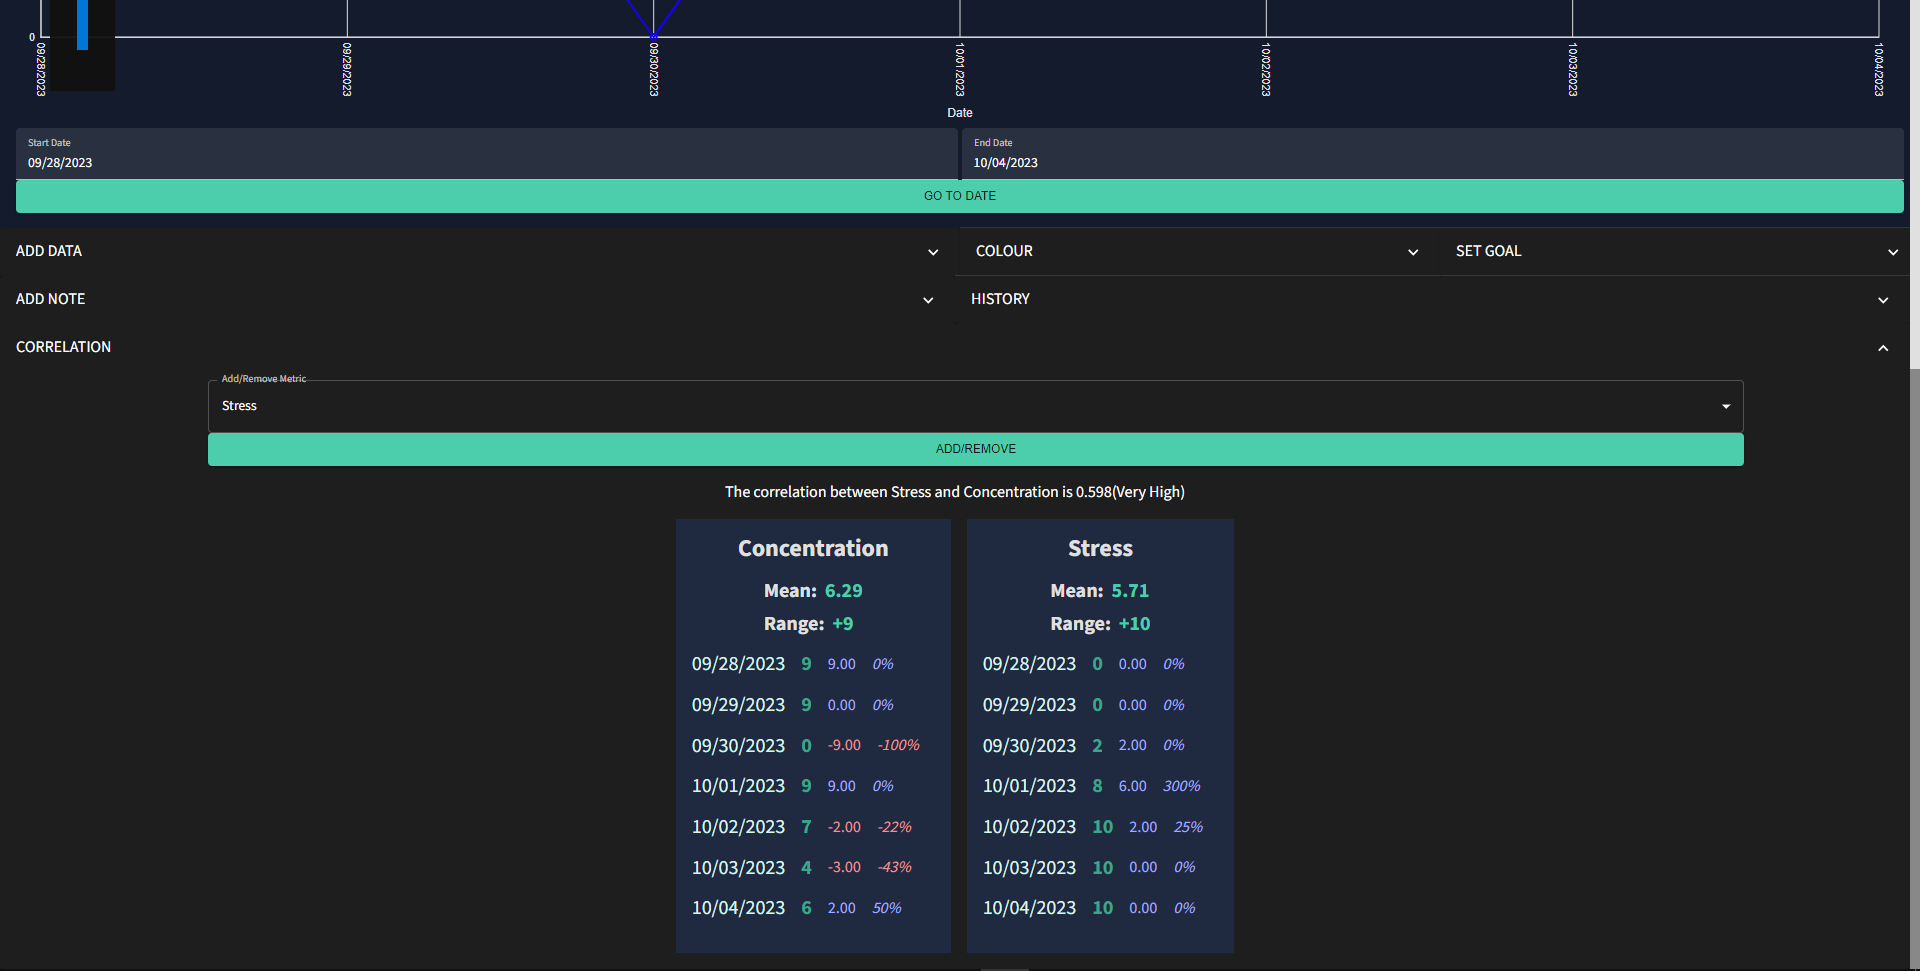 0
09/28/2023 09/29/2023 09/30/2023 10/01/2023 10/02/2023 10/03/2023 10/04/2023
Date
Start Date
09/28/2023
End Date
10/04/2023
GO TO DATE
ADD DATA
COLOUR
SET GOAL
ADD NOTE
HISTORY
CORRELATION
Add/Remove Metric
Stress
ADD/REMOVE
The correlation between Stress and Concentration is 0.598(Very High)
Concentration
Mean: 6.29
Range: +9
09/28/2023 9 9.00 0%
09/29/2023 9 0.00 0%
09/30/2023 0 -9.00 -100%
10/01/2023 9 9.00 0%
10/02/2023 7 -2.00 -22%
10/03/2023 4 -3.00 -43%
10/04/2023 6 2.00 50%
Stress
Mean: 5.71
Range: +10
09/28/2023 0 0.00 0%
09/29/2023 0 0.00 0%
09/30/2023 2 2.00 0%
10/01/2023 8 6.00 300%
10/02/2023 10 2.00 25%
10/03/2023 10 0.00 0%
10/04/2023 10 0.00 0%